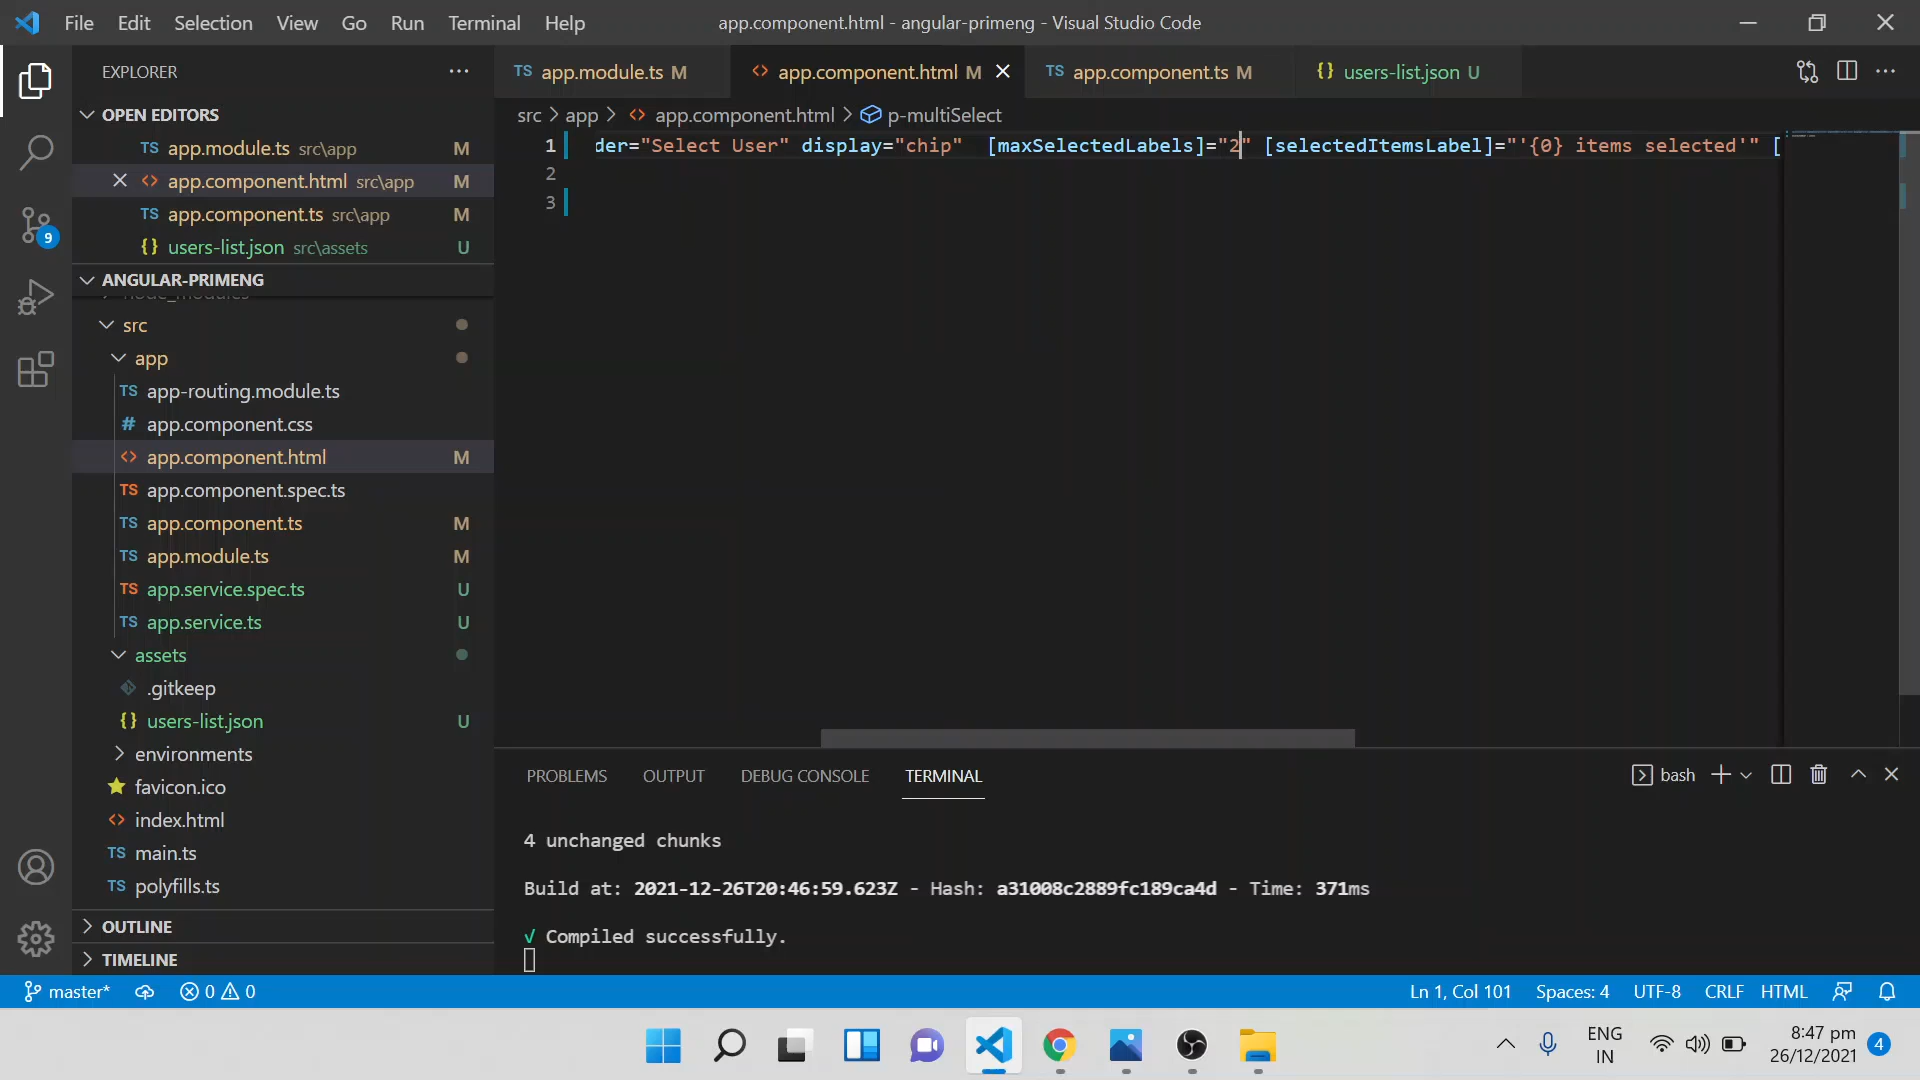 File Edit Selection View Go Run Terminal Help
app.component.html - angular-primeng - Visual Studio Code
EXPLORER
OPEN EDITORS
TS app.module.ts src\app M
app.component.html src\app M
TS app.component.ts src\app M
{} users-list.json src\assets U
ANGULAR-PRIMENG
node_modules
src
app
TS app-routing.module.ts
# app.component.css
<> app.component.html M
TS app.component.spec.ts
TS app.component.ts M
TS app.module.ts M
TS app.service.spec.ts U
TS app.service.ts U
assets
.gitkeep
{} users-list.json U
environments
favicon.ico
<> index.html
TS main.ts
TS polyfills.ts
OUTLINE
TIMELINE
9
TS app.module.ts M
<> app.component.html M
TS app.component.ts M
{} users-list.json U
src > app > <> app.component.html > p-multiSelect
1 der="Select User" display="chip"  [maxSelectedLabels]="2" [selectedItemsLabel]="'{0} items selected'" [
2
3
PROBLEMS OUTPUT DEBUG CONSOLE TERMINAL
bash
4 unchanged chunks
Build at: 2021-12-26T20:46:59.623Z - Hash: a31008c2889fc189ca4d - Time: 371ms
√ Compiled successfully.
master* 0 0
Ln 1, Col 101 Spaces: 4 UTF-8 CRLF HTML
ENG
IN
8:47 pm
26/12/2021
4